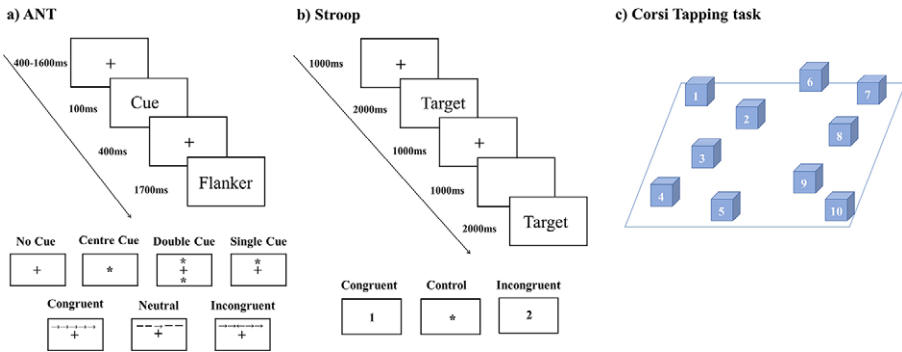 a) ANT
400-1600ms
+
100ms
Cue
400ms
+
1700ms
Flanker
No Cue
Centre Cue
Double Cue
Single Cue
+
*
*
+
*
*
+
Congruent
Neutral
Incongruent
→→→→→
+
— —→— —
+
→→←→→
+
b) Stroop
1000ms
+
2000ms
Target
1000ms
+
1000ms
2000ms
Target
Congruent
Control
Incongruent
1
*
2
c) Corsi Tapping task
1
2
3
4
5
6
7
8
9
10